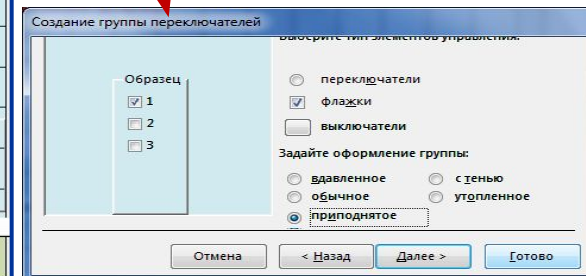 Создание группы переключателей
Выберите тип элементов управления:
Образец
1
2
3
переключатели
флажки
выключатели
Задайте оформление группы:
вдавленное
с тенью
обычное
утопленное
приподнятое
Отмена
< Назад
Далее >
Готово